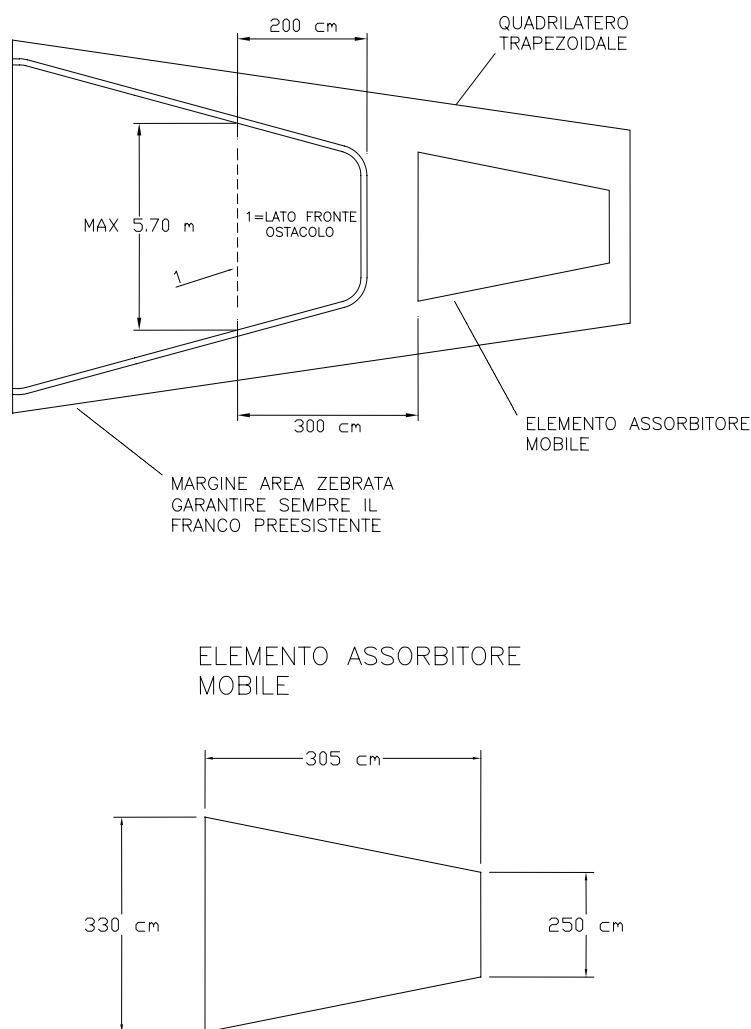 200 cm
QUADRILATERO
TRAPEZOIDALE
MAX 5.70 m
1=LATO FRONTE
OSTACOLO
1
300 cm
ELEMENTO ASSORBITORE
MOBILE
MARGINE AREA ZEBRATA
GARANTIRE SEMPRE IL
FRANCO PREESISTENTE
ELEMENTO ASSORBITORE
MOBILE
305 cm
330 cm
250 cm